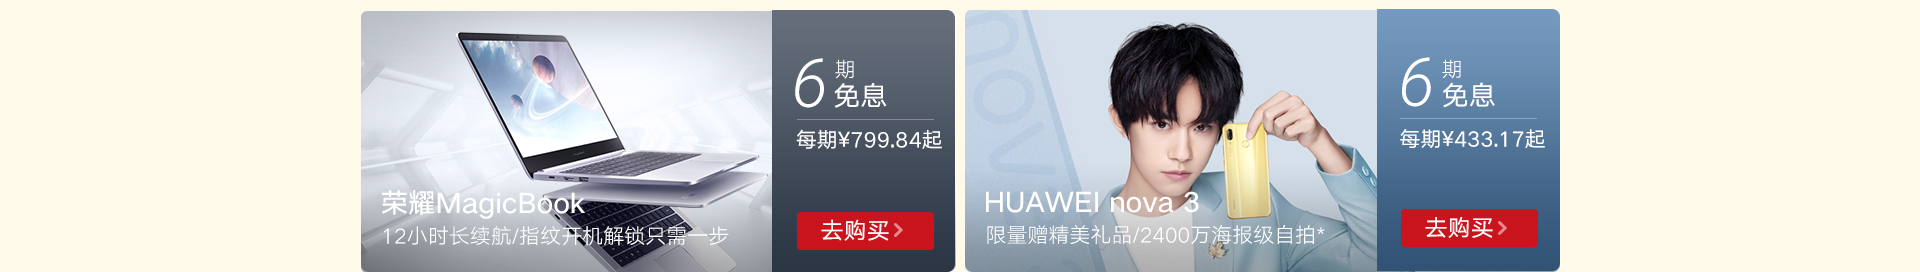 荣耀MagicBook
12小时长续航/指纹开机解锁只需一步
6期
免息
每期¥799.84起
去购买
nova
HUAWEI nova 3
限量赠精美礼品/2400万海报级自拍*
6期
免息
每期¥433.17起
去购买